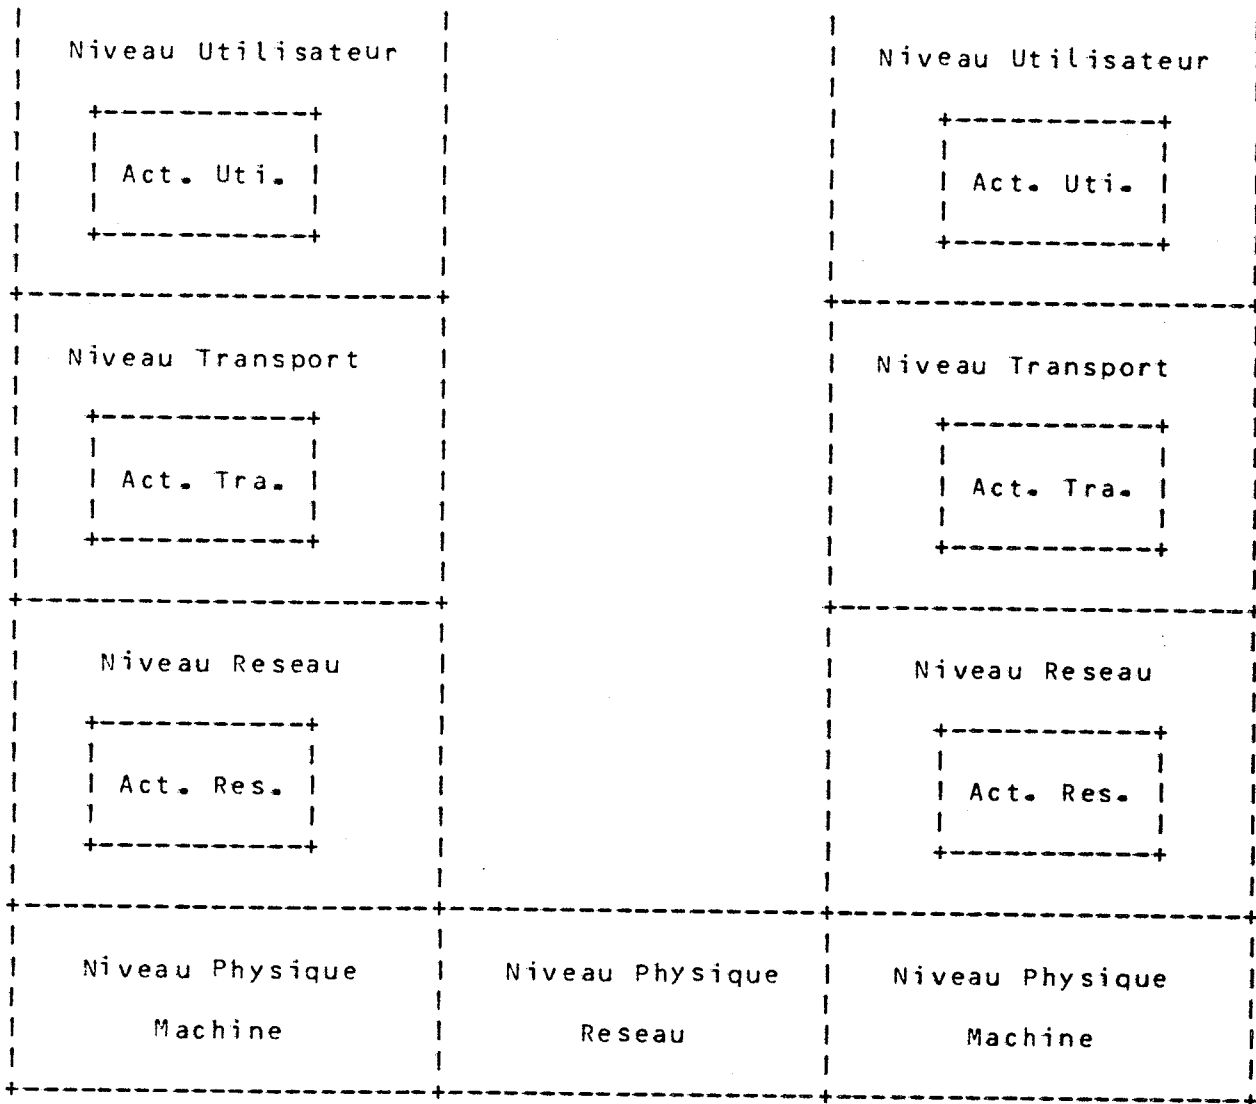 Niveau Utilisateur
Niveau Utilisateur
Act. Uti.
Act. Uti.
Niveau Transport
Niveau Transport
Act. Tra.
Act. Tra.
Niveau Reseau
Niveau Reseau
Act. Res.
Act. Res.
Niveau Physique
Machine
Niveau Physique
Reseau
Niveau Physique
Machine